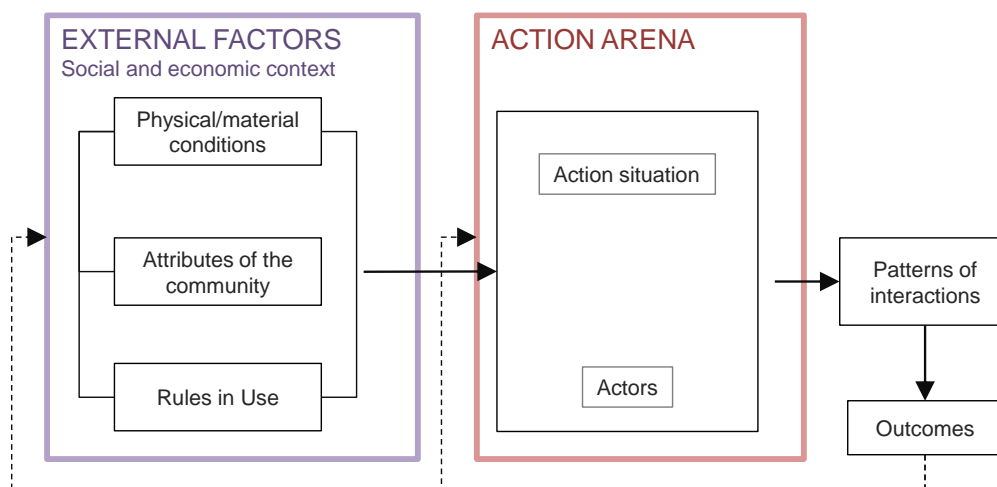 EXTERNAL FACTORS
Social and economic context
Physical/material
conditions
Attributes of the
community
Rules in Use
ACTION ARENA
Action situation
Actors
Patterns of
interactions
Outcomes